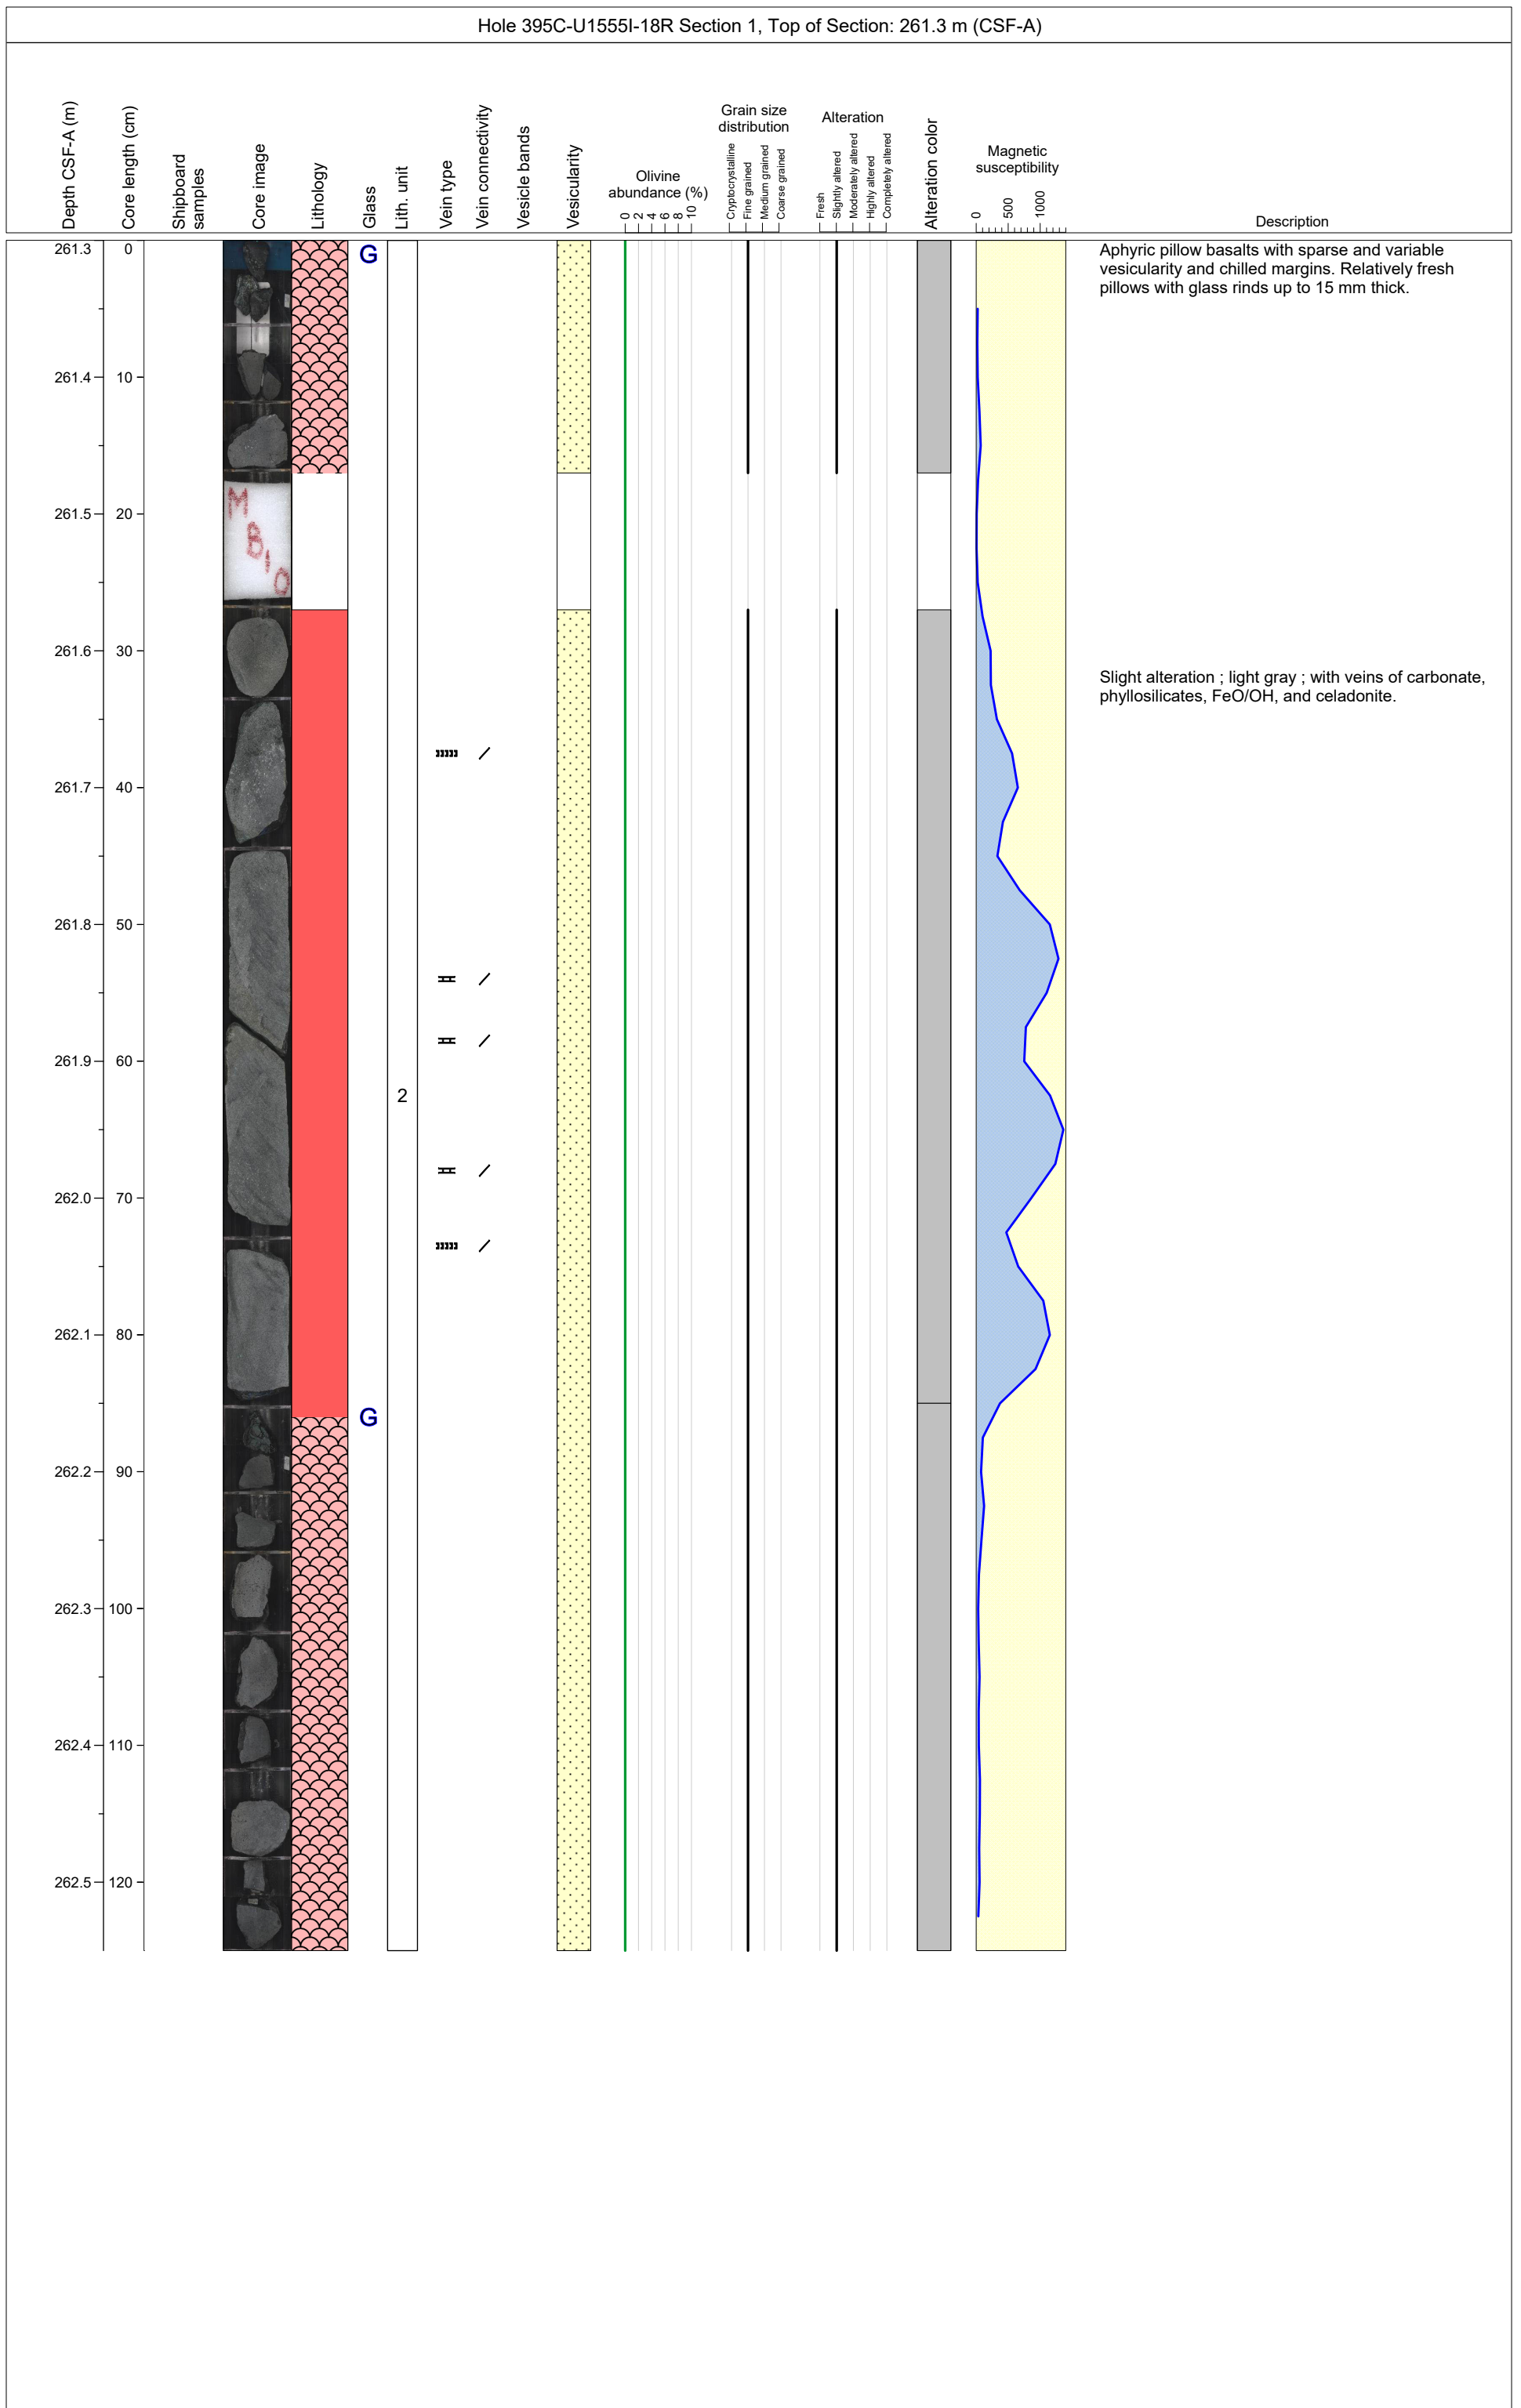 Hole 395C-U1555I-18R Section 1, Top of Section: 261.3 m (CSF-A)
Depth CSF-A (m)
Core length (cm)
Shipboard
samples
Core image
Lithology
Glass
Lith. unit
Vein type
Vein connectivity
Vesicle bands
Vesicularity
Olivine
abundance (%)
0 2 4 6 8 10
Grain size
distribution
Cryptocrystalline
Fine grained
Medium grained
Coarse grained
Alteration
Fresh
Slightly altered
Moderately altered
Highly altered
Completely altered
Alteration color
Magnetic
susceptibility
0 500 1000
Description
261.3 0
G
Aphyric pillow basalts with sparse and variable
vesicularity and chilled margins. Relatively fresh
pillows with glass rinds up to 15 mm thick.
261.4 10
M
B
I
O
261.5 20
261.6 30
Slight alteration ; light gray ; with veins of carbonate,
phyllosilicates, FeO/OH, and celadonite.
261.7 40
261.8 50
261.9 60
2
262.0 70
262.1 80
G
262.2 90
262.3 100
262.4 110
262.5 120